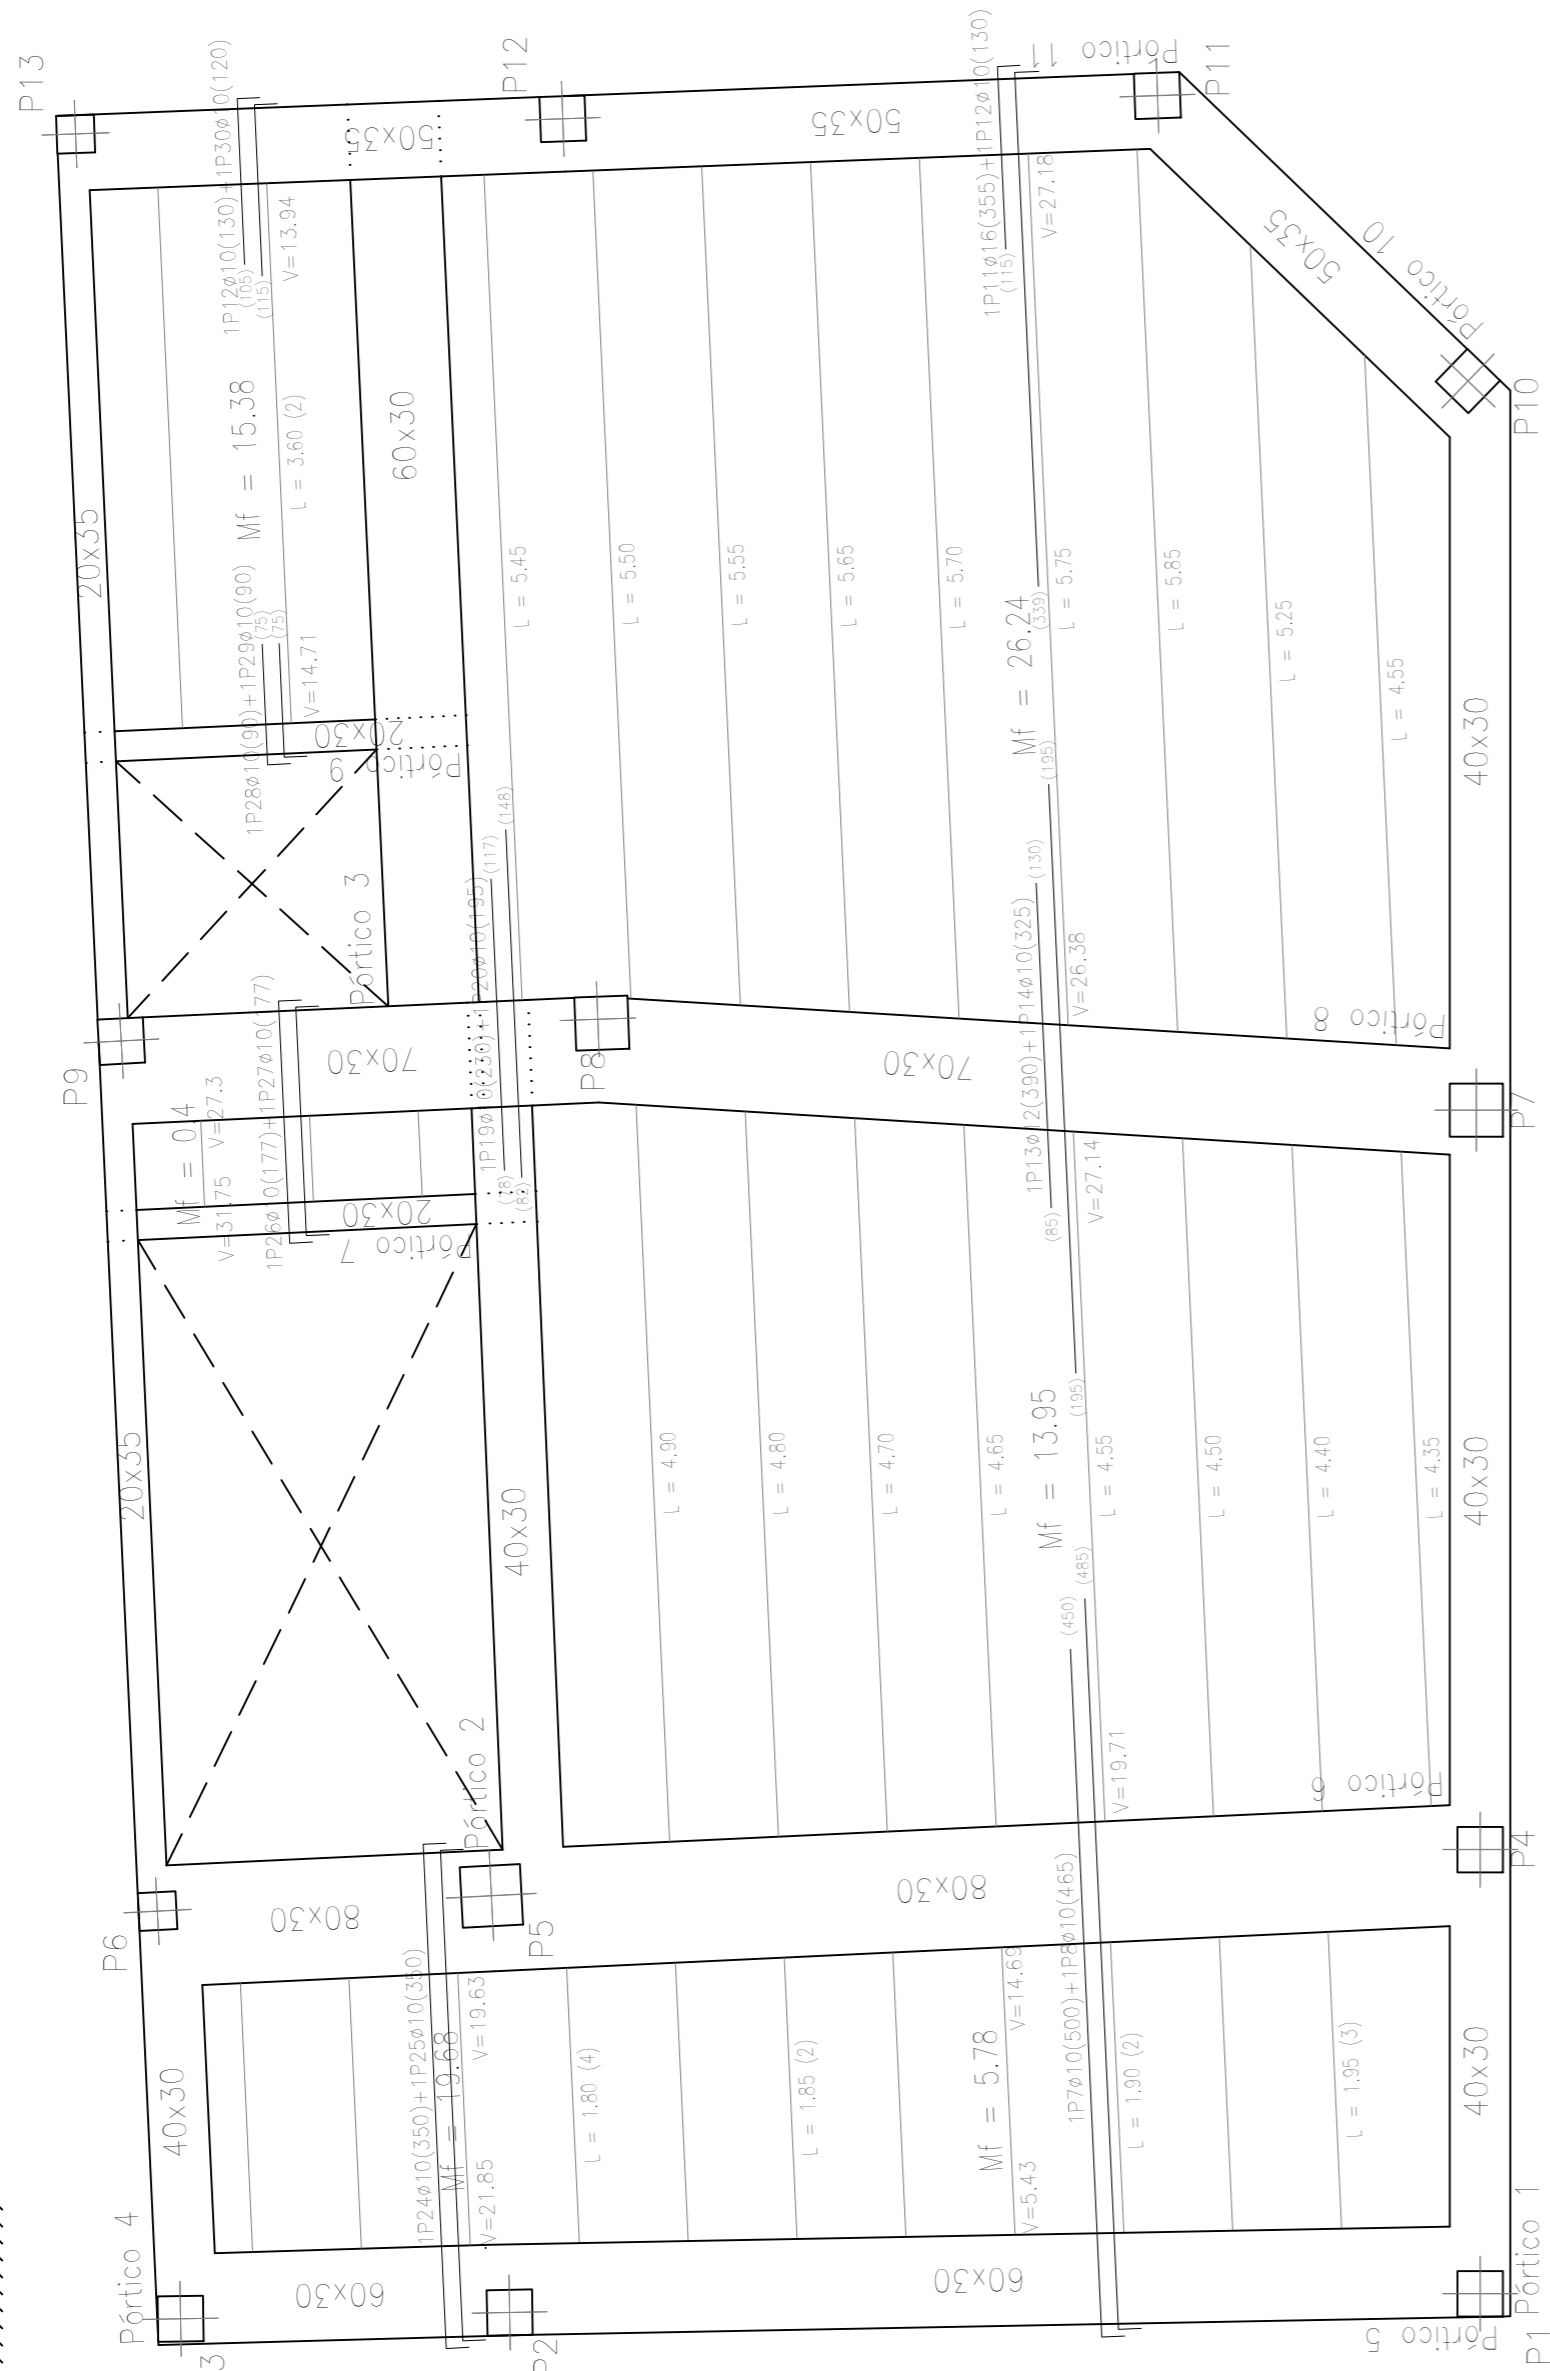 P13
P12
Pórtico 11
P11
20x35
1P12ø10(130)+1P30ø10(120)
(105)
(115)
V=13.94
50x35
50x35
1P11ø16(355)+1P12ø10(130)
(115)
V=27.18
50x35
Pórtico 10
P10
Mf = 15.38
L = 3.60 (2)
60x30
1P28ø10(90)+1P29ø10(90)
(75)
(75)
V=14.71
20x30
Pórtico 9
L = 5.45
L = 5.50
L = 5.55
L = 5.65
L = 5.70
L = 5.75
L = 5.85
L = 5.25
L = 4.55
Mf = 26.24
(339)
(195)
40x30
Pórtico 3
(148)
(117)
(130)
V=26.38
Pórtico 8
P9
70x30
P8
70x30
P7
V=27.3
V=31.75
Mf = 0.4
1P26ø10(177)+1P27ø10(177)
20x30
Pórtico 7
(78)
(82)
1P13ø12(390)+1P14ø10(325)
(85)
V=27.14
20x35
40x30
L = 4.90
L = 4.80
L = 4.70
L = 4.65
L = 4.55
L = 4.50
L = 4.40
L = 4.35
Mf = 13.95
(195)
(485)
(450)
40x30
V=19.71
Pórtico 2
Pórtico 6
P6
80x30
P5
80x30
P4
1P24ø10(350)+1P25ø10(350)
Mf = 19.68
V=19.63
V=21.85
40x30
L = 1.80 (4)
L = 1.85 (2)
Mf = 5.78
V=14.69
V=5.43
1P7ø10(500)+1P8ø10(465)
L = 1.90 (2)
L = 1.95 (3)
40x30
Pórtico 4
60x30
60x30
3
P2
Pórtico 5
P1
Pórtico 1